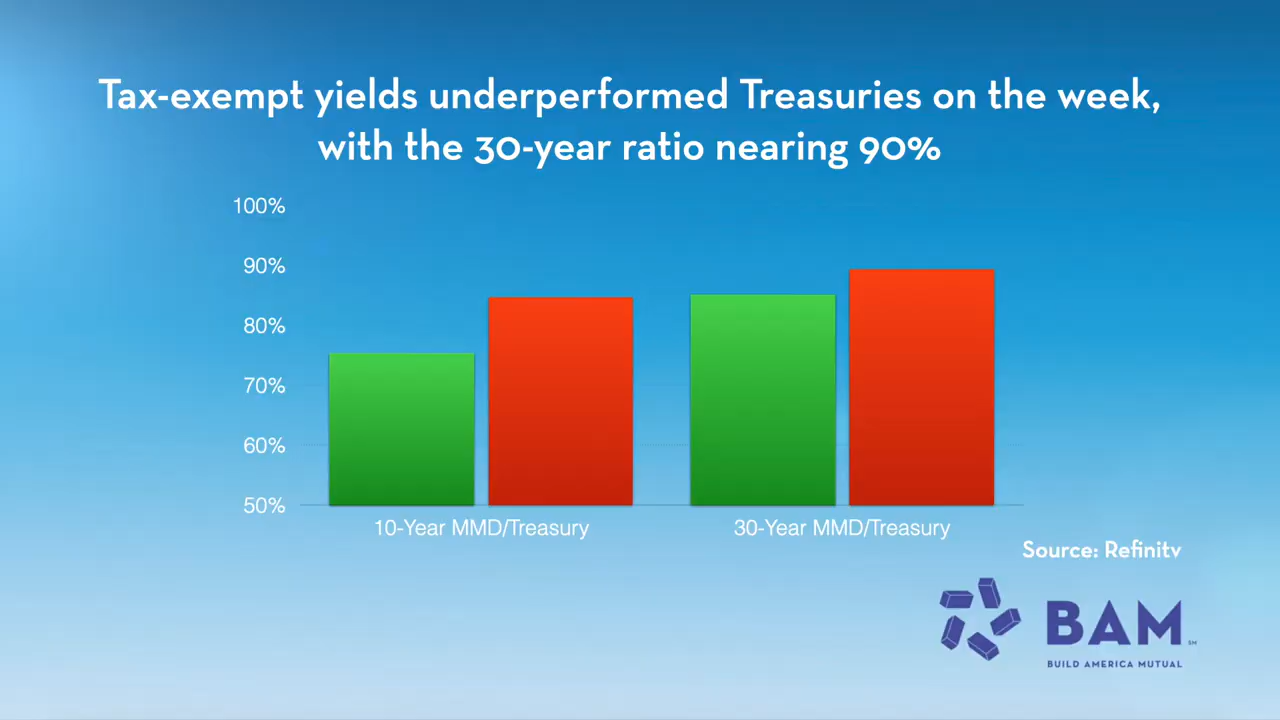 Tax-exempt yields underperformed Treasuries on the week,
with the 30-year ratio nearing 90%
100%
90%
80%
70%
60%
50%
10-Year MMD/Treasury
30-Year MMD/Treasury
Source: Refinitv
BAM SM
BUILD AMERICA MUTUAL